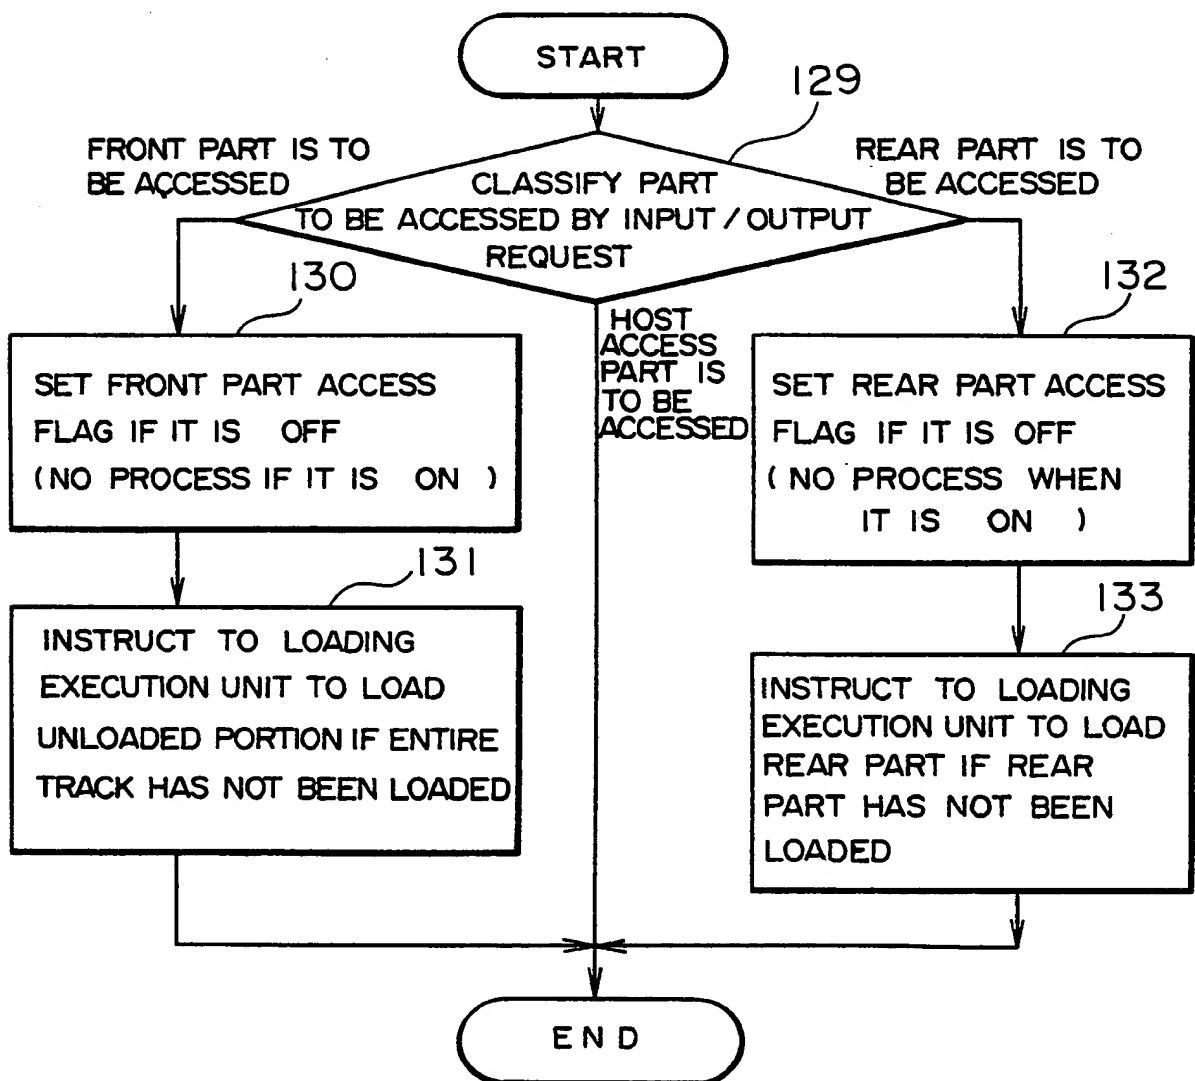 START
129
FRONT PART IS TO
BE ACCESSED
REAR PART IS TO
BE ACCESSED
CLASSIFY PART
TO BE ACCESSED BY INPUT / OUTPUT
REQUEST
130
132
HOST
ACCESS
PART IS
TO BE
ACCESSED
SET FRONT PART ACCESS
FLAG IF IT IS OFF
( NO PROCESS IF IT IS ON )
SET REAR PART ACCESS
FLAG IF IT IS OFF
( NO PROCESS WHEN
IT IS ON )
131
133
INSTRUCT TO LOADING
EXECUTION UNIT TO LOAD
UNLOADED PORTION IF ENTIRE
TRACK HAS NOT BEEN LOADED
INSTRUCT TO LOADING
EXECUTION UNIT TO LOAD
REAR PART IF REAR
PART HAS NOT BEEN
LOADED
END